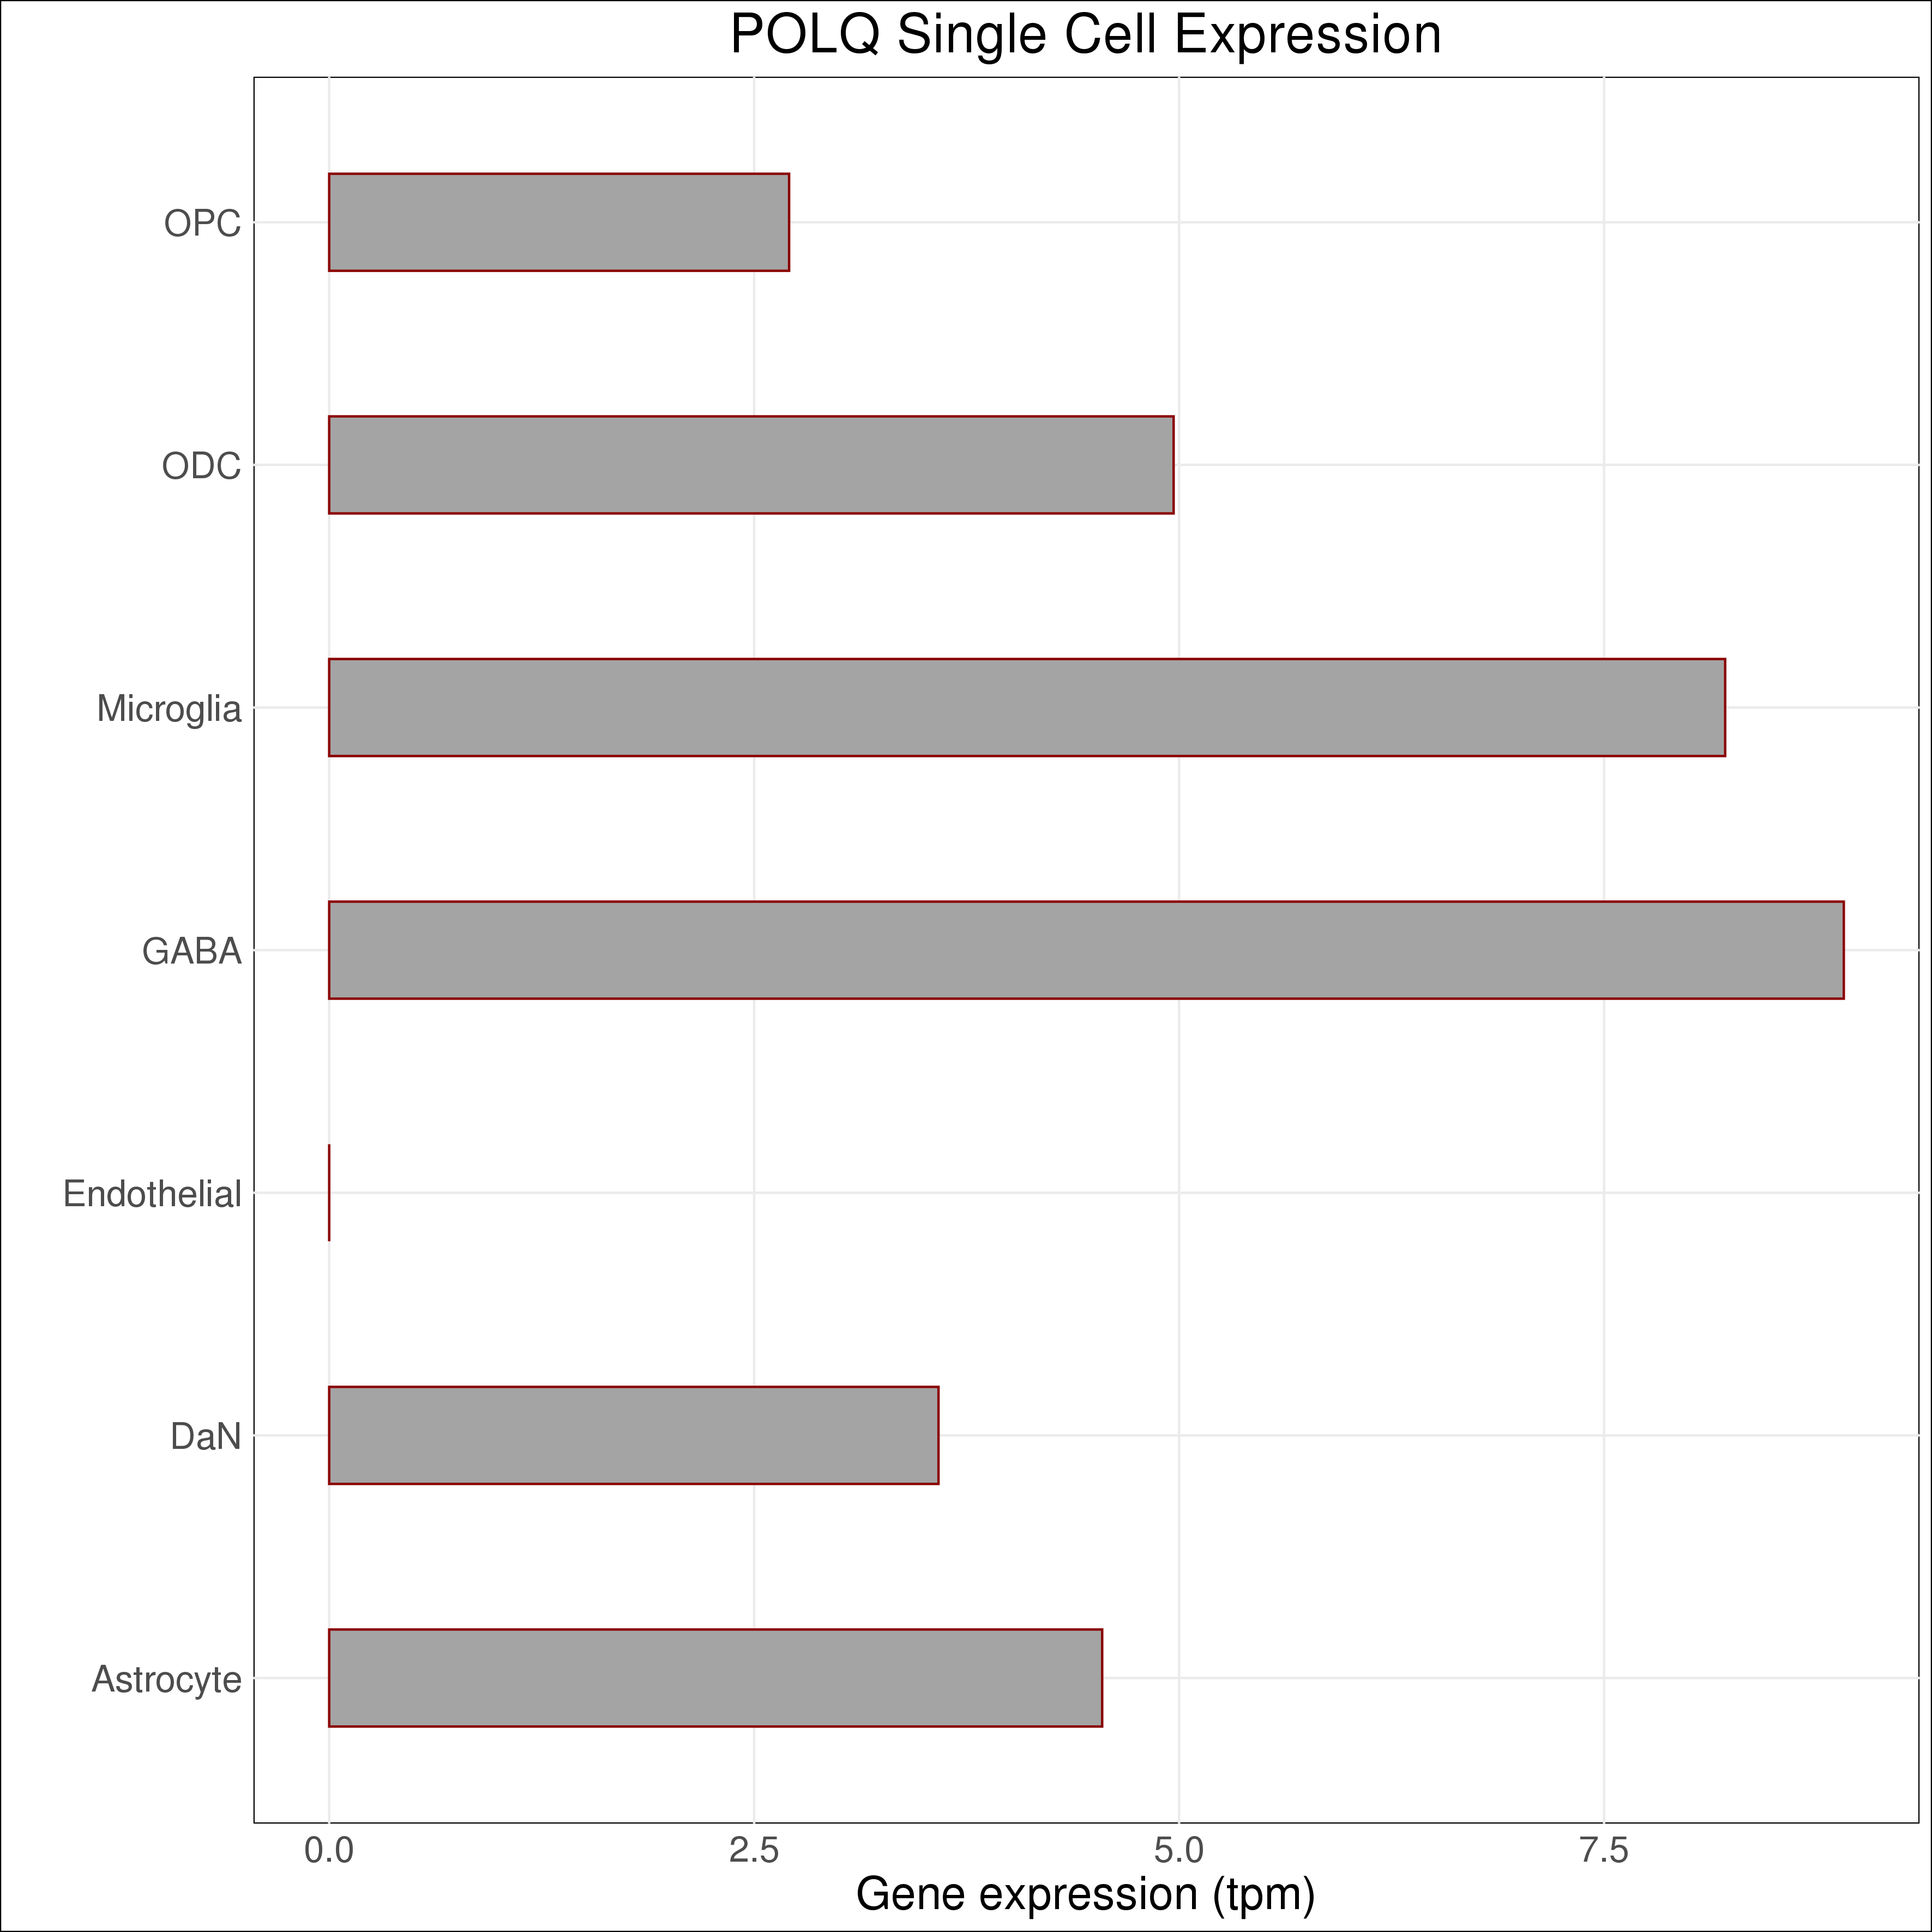 POLQ Single Cell Expression
OPC
ODC
Microglia
GABA
Endothelial
DaN
Astrocyte
0.0 2.5 5.0 7.5
Gene expression (tpm)